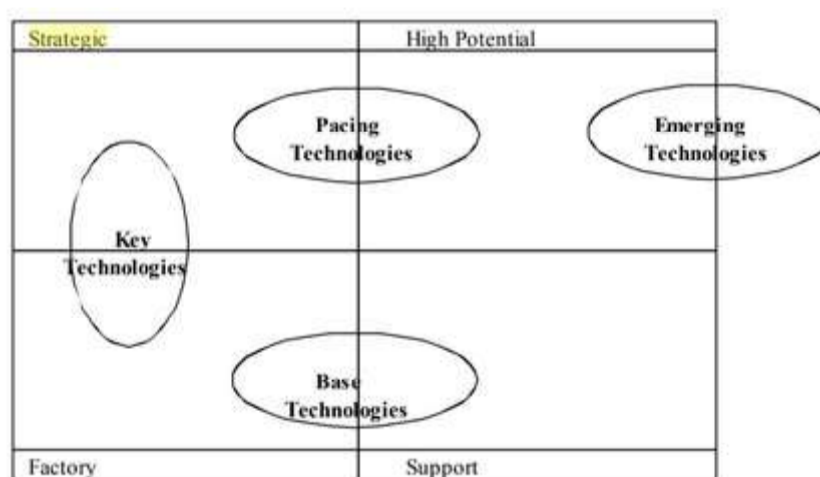 Strategic
High Potential
Pacing
Technologies
Emerging
Technologies
Key
Technologies
Base
Technologies
Factory
Support